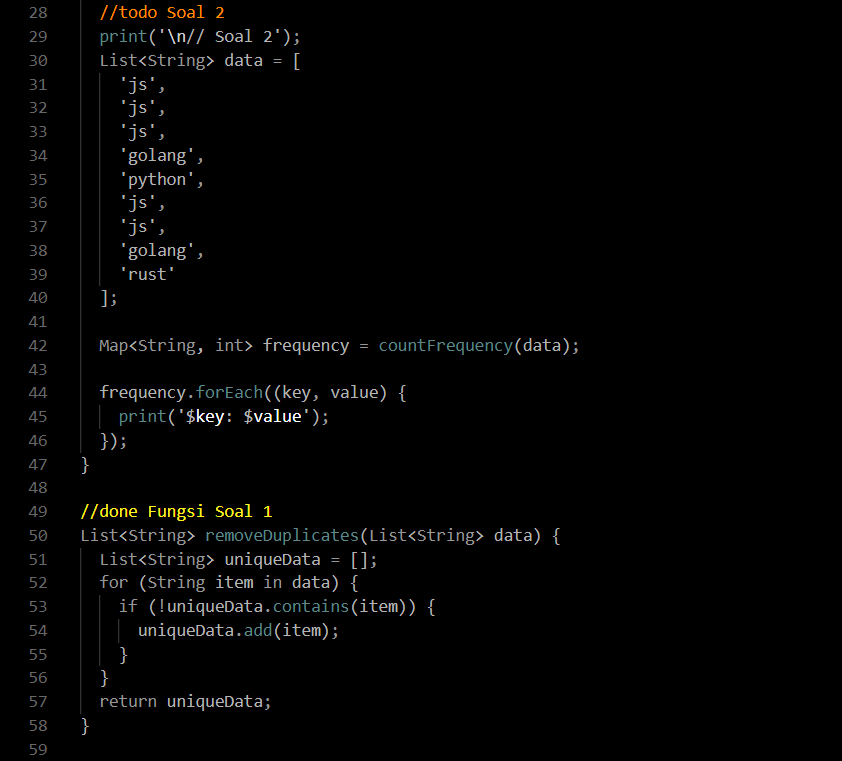 28 //todo Soal 2
29 print('\n// Soal 2');
30 List<String> data = [
31 'js',
32 'js',
33 'js',
34 'golang',
35 'python',
36 'js',
37 'js',
38 'golang',
39 'rust'
40 ];
41
42 Map<String, int> frequency = countFrequency(data);
43
44 frequency.forEach((key, value) {
45 print('$key: $value');
46 });
47 }
48
49 //done Fungsi Soal 1
50 List<String> removeDuplicates(List<String> data) {
51 List<String> uniqueData = [];
52 for (String item in data) {
53 if (!uniqueData.contains(item)) {
54 uniqueData.add(item);
55 }
56 }
57 return uniqueData;
58 }
59